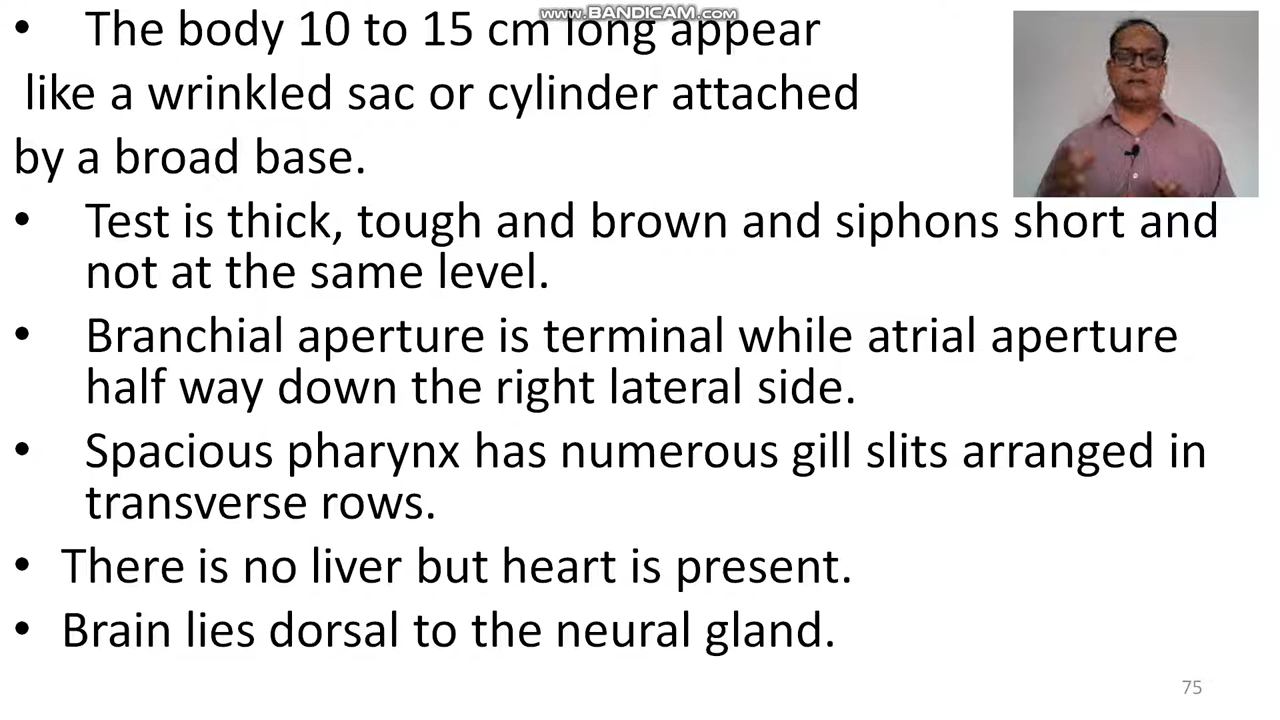 www.BANDICAM.com
• The body 10 to 15 cm long appear
like a wrinkled sac or cylinder attached
by a broad base.
• Test is thick, tough and brown and siphons short and
not at the same level.
• Branchial aperture is terminal while atrial aperture
half way down the right lateral side.
• Spacious pharynx has numerous gill slits arranged in
transverse rows.
• There is no liver but heart is present.
• Brain lies dorsal to the neural gland.
75